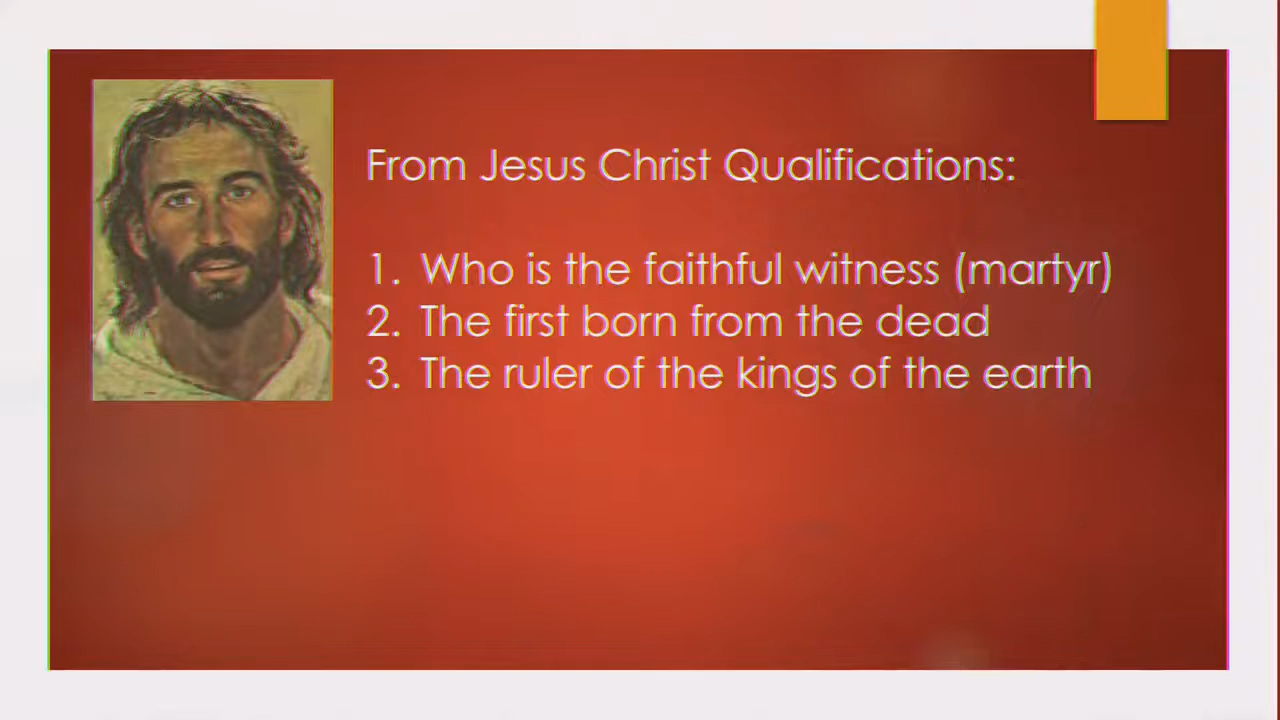 From Jesus Christ Qualifications:
1. Who is the faithful witness (martyr)
2. The first born from the dead
3. The ruler of the kings of the earth